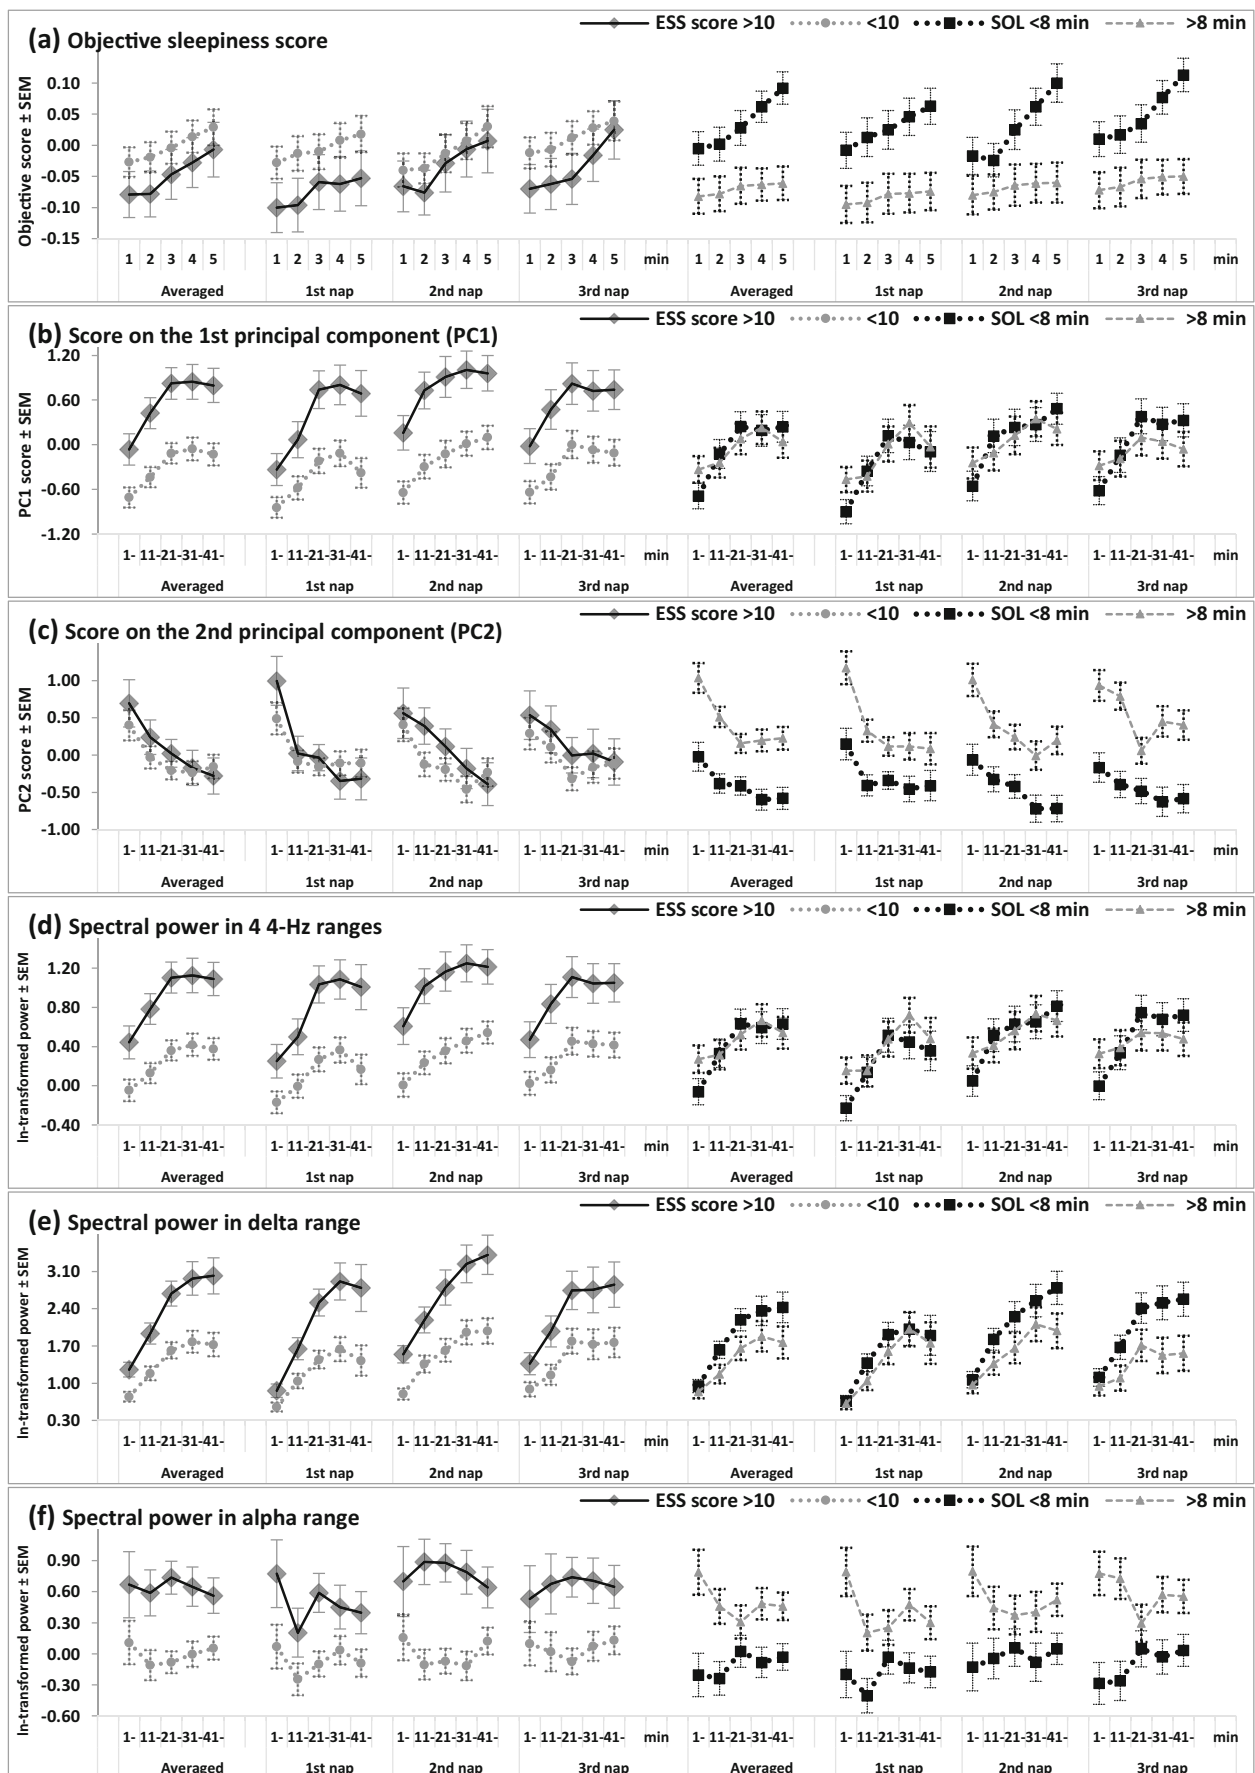 ESS score >10 <10 SOL <8 min >8 min
(a) Objective sleepiness score
Objective score ± SEM
0.10
0.05
0.00
-0.05
-0.10
-0.15
1 2 3 4 5 1 2 3 4 5 1 2 3 4 5 1 2 3 4 5 min 1 2 3 4 5 1 2 3 4 5 1 2 3 4 5 1 2 3 4 5 min
Averaged 1st nap 2nd nap 3rd nap Averaged 1st nap 2nd nap 3rd nap
ESS score >10 <10 SOL <8 min >8 min
(b) Score on the 1st principal component (PC1)
PC1 score ± SEM
1.20
0.60
0.00
-0.60
-1.20
1- 11-21-31-41- 1- 11-21-31-41- 1- 11-21-31-41- 1- 11-21-31-41- min 1- 11-21-31-41- 1- 11-21-31-41- 1- 11-21-31-41- 1- 11-21-31-41- min
Averaged 1st nap 2nd nap 3rd nap Averaged 1st nap 2nd nap 3rd nap
ESS score >10 <10 SOL <8 min >8 min
(c) Score on the 2nd principal component (PC2)
PC2 score ± SEM
1.00
0.50
0.00
-0.50
-1.00
1- 11-21-31-41- 1- 11-21-31-41- 1- 11-21-31-41- 1- 11-21-31-41- min 1- 11-21-31-41- 1- 11-21-31-41- 1- 11-21-31-41- 1- 11-21-31-41- min
Averaged 1st nap 2nd nap 3rd nap Averaged 1st nap 2nd nap 3rd nap
ESS score >10 <10 SOL <8 min >8 min
(d) Spectral power in 4 4-Hz ranges
ln-transformed power ± SEM
1.20
0.80
0.40
0.00
-0.40
1- 11-21-31-41- 1- 11-21-31-41- 1- 11-21-31-41- 1- 11-21-31-41- min 1- 11-21-31-41- 1- 11-21-31-41- 1- 11-21-31-41- 1- 11-21-31-41- min
Averaged 1st nap 2nd nap 3rd nap Averaged 1st nap 2nd nap 3rd nap
ESS score >10 <10 SOL <8 min >8 min
(e) Spectral power in delta range
ln-transformed power ± SEM
3.10
2.40
1.70
1.00
0.30
1- 11-21-31-41- 1- 11-21-31-41- 1- 11-21-31-41- 1- 11-21-31-41- min 1- 11-21-31-41- 1- 11-21-31-41- 1- 11-21-31-41- 1- 11-21-31-41- min
Averaged 1st nap 2nd nap 3rd nap Averaged 1st nap 2nd nap 3rd nap
ESS score >10 <10 SOL <8 min >8 min
(f) Spectral power in alpha range
ln-transformed power ± SEM
0.90
0.60
0.30
0.00
-0.30
-0.60
1- 11-21-31-41- 1- 11-21-31-41- 1- 11-21-31-41- 1- 11-21-31-41- min 1- 11-21-31-41- 1- 11-21-31-41- 1- 11-21-31-41- 1- 11-21-31-41- min
Averaged 1st nap 2nd nap 3rd nap Averaged 1st nap 2nd nap 3rd nap